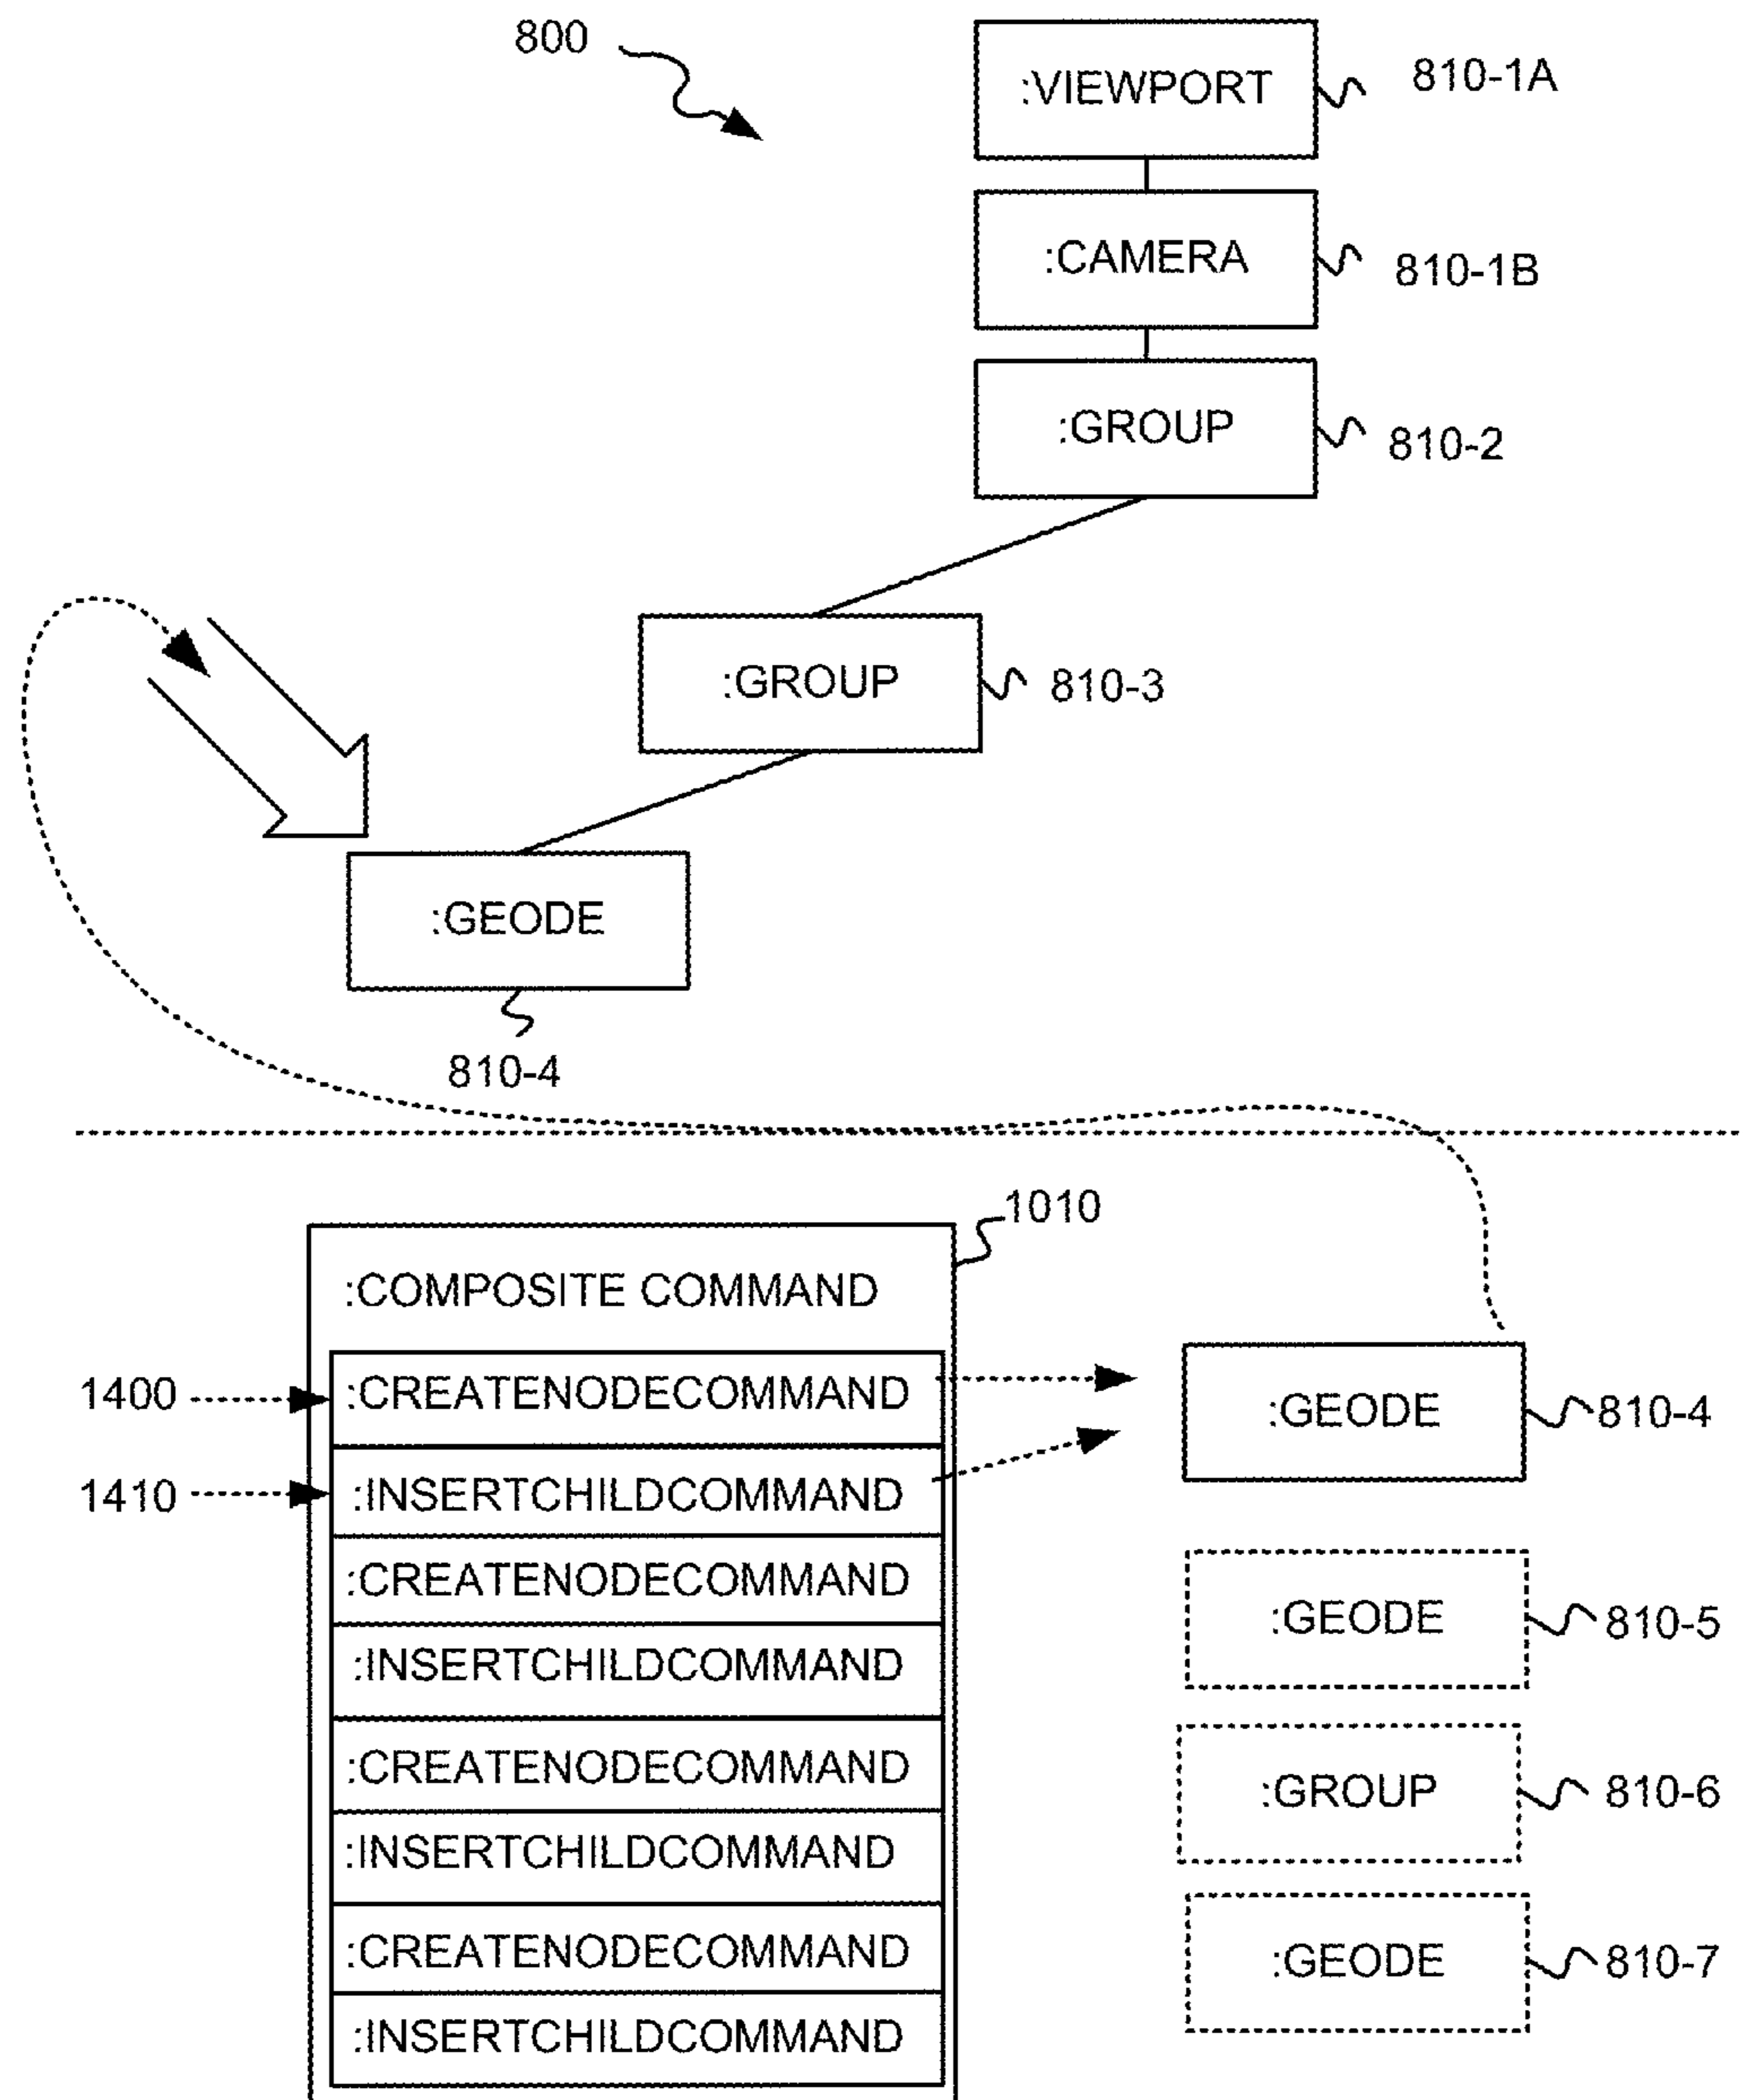 800
:VIEWPORT
810-1A
:CAMERA
810-1B
:GROUP
810-2
:GROUP
810-3
:GEODE
810-4
1010
:COMPOSITE COMMAND
1400
:CREATENODECOMMAND
:GEODE
810-4
1410
:INSERTCHILDCOMMAND
:CREATENODECOMMAND
:GEODE
810-5
:INSERTCHILDCOMMAND
:CREATENODECOMMAND
:GROUP
810-6
:INSERTCHILDCOMMAND
:CREATENODECOMMAND
:GEODE
810-7
:INSERTCHILDCOMMAND